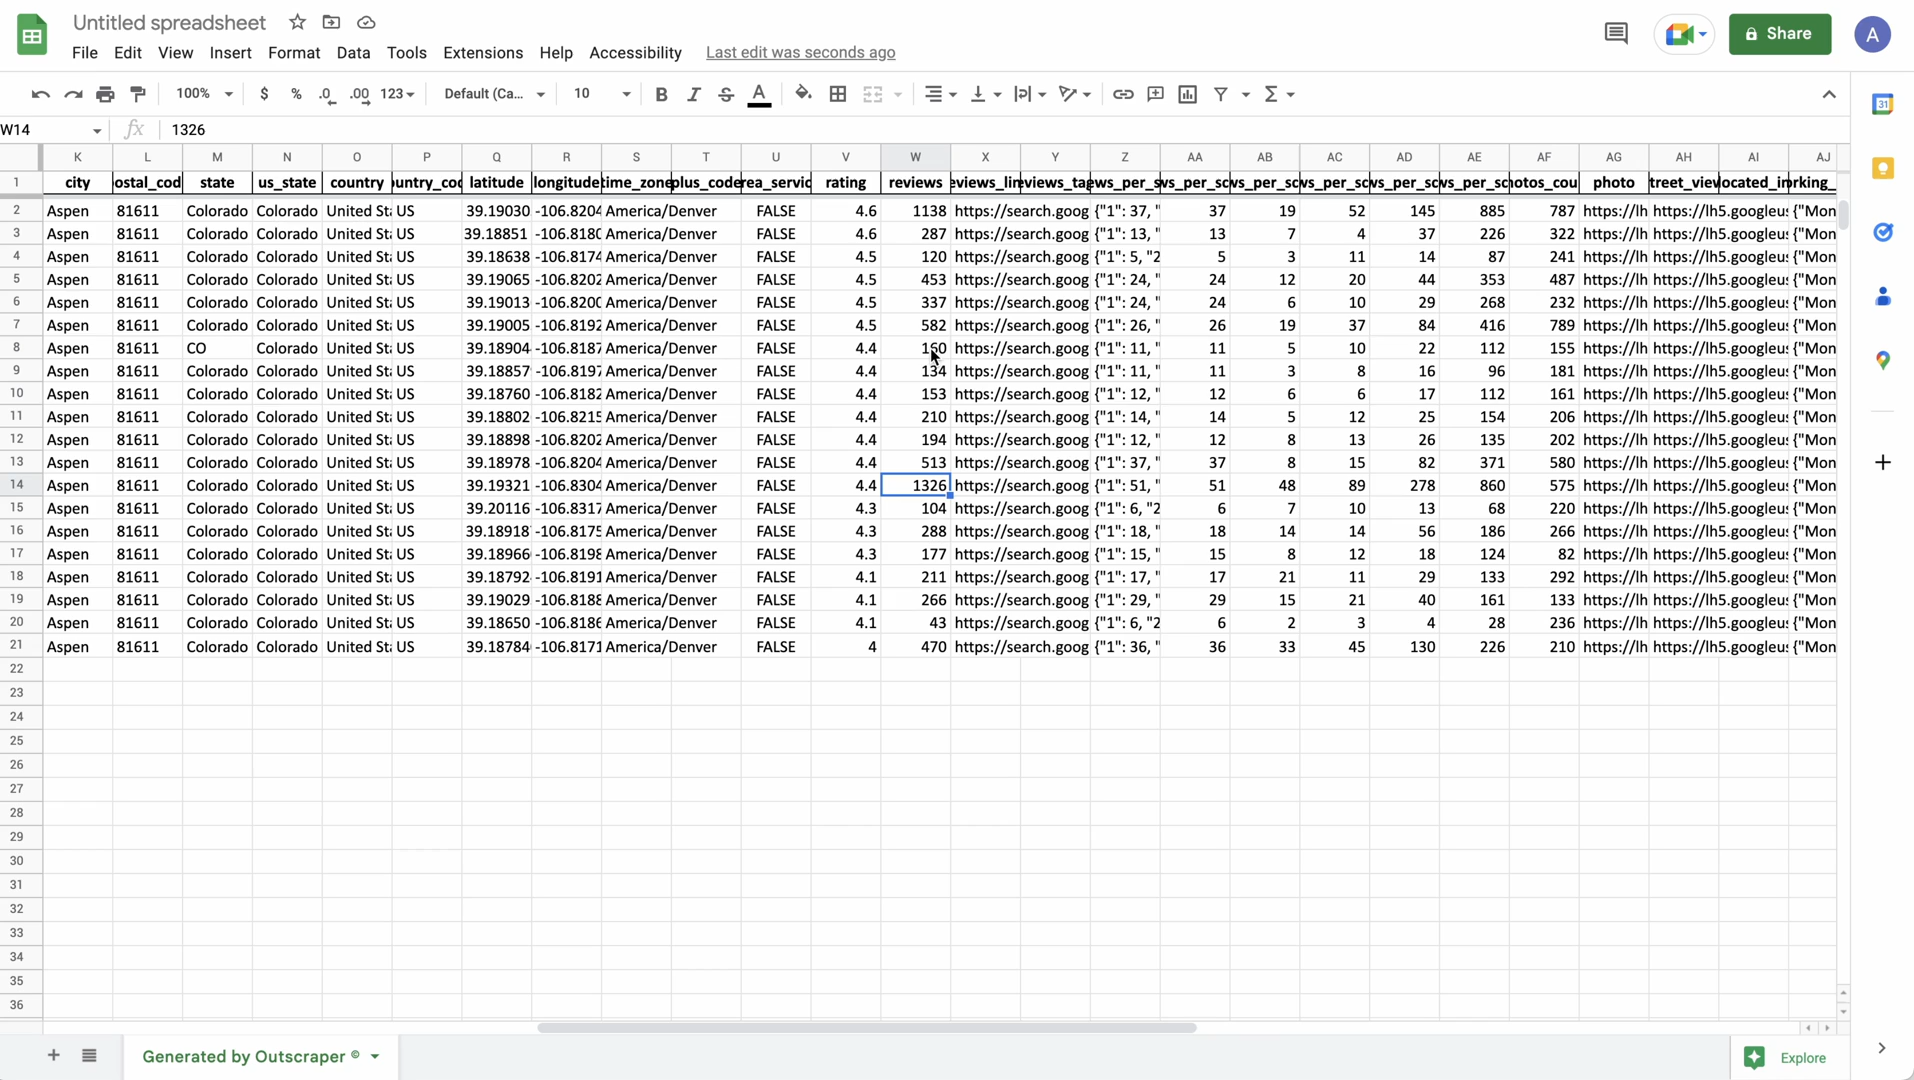 Untitled spreadsheet
File Edit View Insert Format Data Tools Extensions Help Accessibility Last edit was seconds ago
Share A
100% $ % .0 .00 123 Default (Ca... 10 B I S A
W14 fx 1326
K L M N O P Q R S T U V W X Y Z AA AB AC AD AE AF AG AH AI AJ
1 city ostal_cod state us_state country untry_cod latitude longitude time_zone plus_code rea_servic rating reviews eviews_lin eviews_tag ews_per_s ws_per_sc ws_per_sc ws_per_sc ws_per_sc ws_per_sc hotos_cou photo treet_view located_in rking_
2 Aspen 81611 Colorado Colorado United St US 39.19030 -106.8204 America/Denver FALSE 4.6 1138 https://search.goog {"1": 37, " 37 19 52 145 885 787 https://lh https://lh5.googleus {"Mon
3 Aspen 81611 Colorado Colorado United St US 39.18851 -106.8180 America/Denver FALSE 4.6 287 https://search.goog {"1": 13, " 13 7 4 37 226 322 https://lh https://lh5.googleus {"Mon
4 Aspen 81611 Colorado Colorado United St US 39.18638 -106.8174 America/Denver FALSE 4.5 120 https://search.goog {"1": 5, "2 5 3 11 14 87 241 https://lh https://lh5.googleus {"Mon
5 Aspen 81611 Colorado Colorado United St US 39.19065 -106.8202 America/Denver FALSE 4.5 453 https://search.goog {"1": 24, " 24 12 20 44 353 487 https://lh https://lh5.googleus {"Mon
6 Aspen 81611 Colorado Colorado United St US 39.19013 -106.8200 America/Denver FALSE 4.5 337 https://search.goog {"1": 24, " 24 6 10 29 268 232 https://lh https://lh5.googleus {"Mon
7 Aspen 81611 Colorado Colorado United St US 39.19005 -106.8192 America/Denver FALSE 4.5 582 https://search.goog {"1": 26, " 26 19 37 84 416 789 https://lh https://lh5.googleus {"Mon
8 Aspen 81611 CO Colorado United St US 39.18904 -106.8187 America/Denver FALSE 4.4 160 https://search.goog {"1": 11, " 11 5 10 22 112 155 https://lh https://lh5.googleus {"Mon
9 Aspen 81611 Colorado Colorado United St US 39.18857 -106.8197 America/Denver FALSE 4.4 134 https://search.goog {"1": 11, " 11 3 8 16 96 181 https://lh https://lh5.googleus {"Mon
10 Aspen 81611 Colorado Colorado United St US 39.18760 -106.8182 America/Denver FALSE 4.4 153 https://search.goog {"1": 12, " 12 6 6 17 112 161 https://lh https://lh5.googleus {"Mon
11 Aspen 81611 Colorado Colorado United St US 39.18802 -106.8215 America/Denver FALSE 4.4 210 https://search.goog {"1": 14, " 14 5 12 25 154 206 https://lh https://lh5.googleus {"Mon
12 Aspen 81611 Colorado Colorado United St US 39.18898 -106.8202 America/Denver FALSE 4.4 194 https://search.goog {"1": 12, " 12 8 13 26 135 202 https://lh https://lh5.googleus {"Mon
13 Aspen 81611 Colorado Colorado United St US 39.18978 -106.8204 America/Denver FALSE 4.4 513 https://search.goog {"1": 37, " 37 8 15 82 371 580 https://lh https://lh5.googleus {"Mon
14 Aspen 81611 Colorado Colorado United St US 39.19321 -106.8304 America/Denver FALSE 4.4 1326 https://search.goog {"1": 51, " 51 48 89 278 860 575 https://lh https://lh5.googleus {"Mon
15 Aspen 81611 Colorado Colorado United St US 39.20116 -106.8317 America/Denver FALSE 4.3 104 https://search.goog {"1": 6, "2 6 7 10 13 68 220 https://lh https://lh5.googleus {"Mon
16 Aspen 81611 Colorado Colorado United St US 39.18918 -106.8175 America/Denver FALSE 4.3 288 https://search.goog {"1": 18, " 18 14 14 56 186 266 https://lh https://lh5.googleus {"Mon
17 Aspen 81611 Colorado Colorado United St US 39.18966 -106.8198 America/Denver FALSE 4.3 177 https://search.goog {"1": 15, " 15 8 12 18 124 82 https://lh https://lh5.googleus {"Mon
18 Aspen 81611 Colorado Colorado United St US 39.18792 -106.8191 America/Denver FALSE 4.1 211 https://search.goog {"1": 17, " 17 21 11 29 133 292 https://lh https://lh5.googleus {"Mon
19 Aspen 81611 Colorado Colorado United St US 39.19029 -106.8188 America/Denver FALSE 4.1 266 https://search.goog {"1": 29, " 29 15 21 40 161 133 https://lh https://lh5.googleus {"Mon
20 Aspen 81611 Colorado Colorado United St US 39.18650 -106.8186 America/Denver FALSE 4.1 43 https://search.goog {"1": 6, "2 6 2 3 4 28 236 https://lh https://lh5.googleus {"Mon
21 Aspen 81611 Colorado Colorado United St US 39.18784 -106.8171 America/Denver FALSE 4 470 https://search.goog {"1": 36, " 36 33 45 130 226 210 https://lh https://lh5.googleus {"Mon
22
23
24
25
26
27
28
29
30
31
32
33
34
35
36
Generated by Outscraper © Explore
31